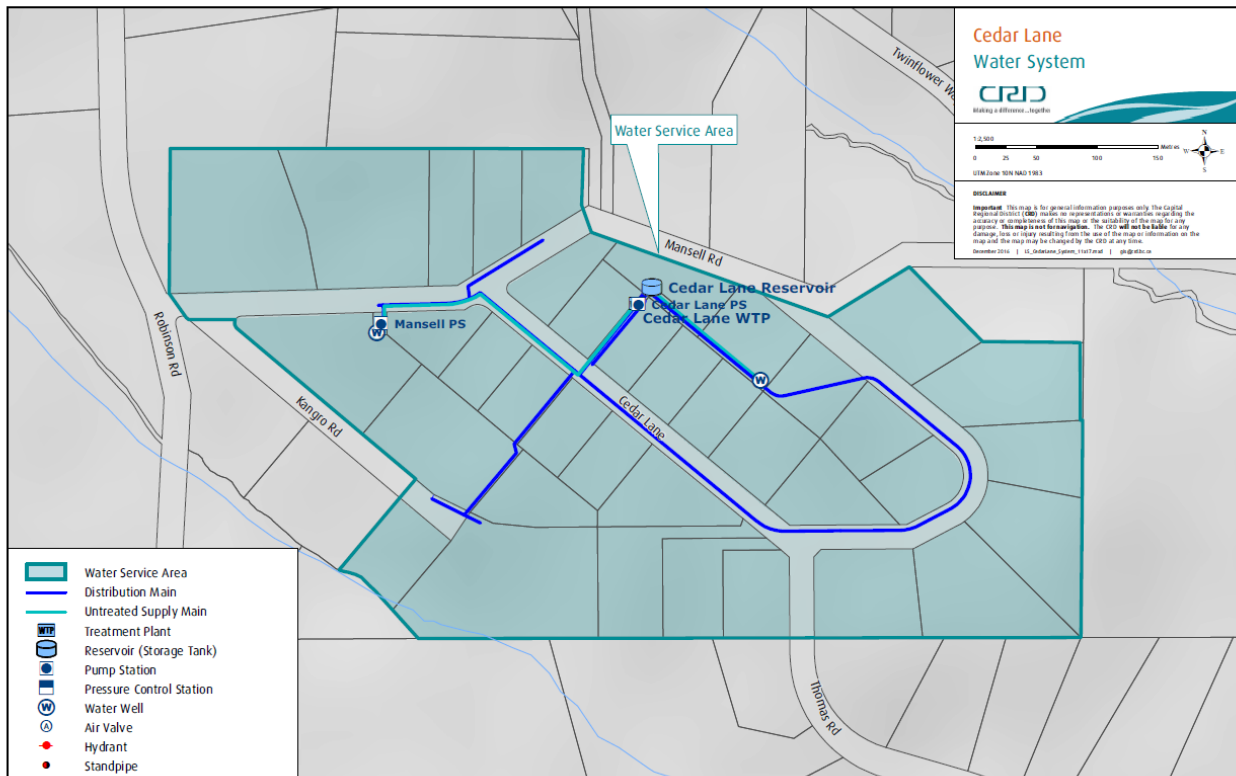 Cedar Lane
Water System
CRD
Making a difference...together
1:2,500
Metres
0 25 50 100 150
N
W E
S
UTM Zone 10N NAD 1983
DISCLAIMER
Important This map is for general information purposes only. The Capital
Regional District (CRD) makes no representations or warranties regarding the
accuracy or completeness of this map or the suitability of the map for any
purpose. This map is not for navigation. The CRD will not be liable for any
damage, loss or injury resulting from the use of the map or information on the
map and the map may be changed by the CRD at any time.
December 2016 |
Twinflower
Water Service Area
Mansell Rd
Cedar Lane Reservoir
Cedar Lane PS
Cedar Lane WTP
Mansell PS
W
W
Robinson Rd
Kangro Rd
Cedar Lane
Thomas Rd
Water Service Area
Distribution Main
Untreated Supply Main
WTP Treatment Plant
Reservoir (Storage Tank)
Pump Station
Pressure Control Station
W Water Well
A Air Valve
Hydrant
Standpipe